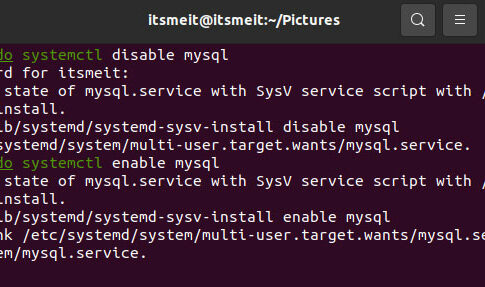 itsmeit@itsmeit:~/Pictures
do systemctl disable mysql
rd for itsmeit:
state of mysql.service with SysV service script with /
install.
lb/systemd/systemd-sysv-install disable mysql
systemd/system/multi-user.target.wants/mysql.service.
do systemctl enable mysql
state of mysql.service with SysV service script with /
install.
lb/systemd/systemd-sysv-install enable mysql
nk /etc/systemd/system/multi-user.target.wants/mysql.se
em/mysql.service.